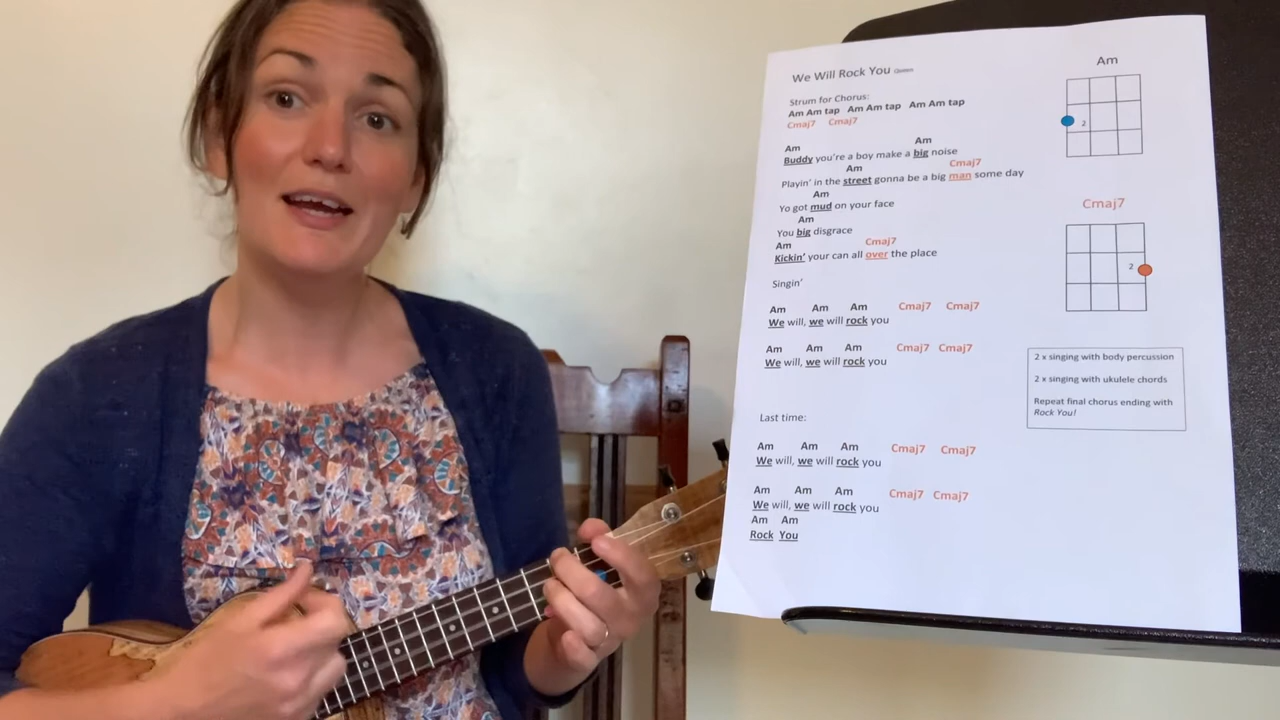 We Will Rock You Queen
Strum for Chorus:
Am Am tap Am Am tap Am Am tap
Cmaj7 Cmaj7
Am Am
Buddy you're a boy make a big noise
Am Cmaj7
Playin' in the street gonna be a big man some day
Am
Yo got mud on your face
Am
You big disgrace
Am Cmaj7
Kickin' your can all over the place
Singin'
Am Am Am Cmaj7 Cmaj7
We will, we will rock you
Am Am Am Cmaj7 Cmaj7
We will, we will rock you
Last time:
Am Am Am Cmaj7 Cmaj7
We will, we will rock you
Am Am Am Cmaj7 Cmaj7
We will, we will rock you
Am Am
Rock You
Am
2
Cmaj7
2
2 x singing with body percussion
2 x singing with ukulele chords
Repeat final chorus ending with
Rock You!